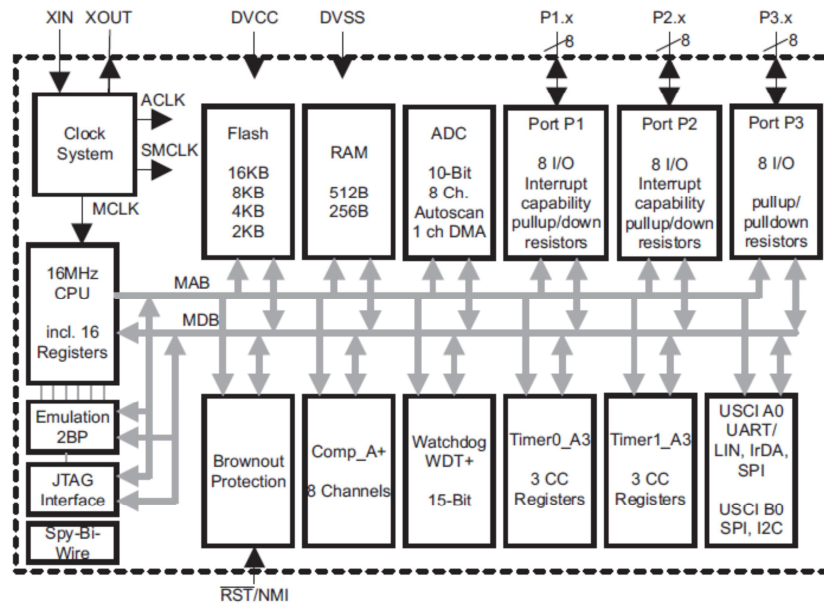 XIN XOUT DVCC DVSS P1.x P2.x P3.x
8 8 8
Clock
System
ACLK
SMCLK
MCLK
Flash
16KB
8KB
4KB
2KB
RAM
512B
256B
ADC
10-Bit
8 Ch.
Autoscan
1 ch DMA
Port P1
8 I/O
Interrupt
capability
pullup/down
resistors
Port P2
8 I/O
Interrupt
capability
pullup/down
resistors
Port P3
8 I/O
pullup/
pulldown
resistors
16MHz
CPU
incl. 16
Registers
MAB
MDB
Emulation
2BP
JTAG
Interface
Spy-Bi-
Wire
Brownout
Protection
Comp_A+
8 Channels
Watchdog
WDT+
15-Bit
Timer0_A3
3 CC
Registers
Timer1_A3
3 CC
Registers
USCI A0
UART/
LIN, IrDA,
SPI
USCI B0
SPI, I2C
RST/NMI